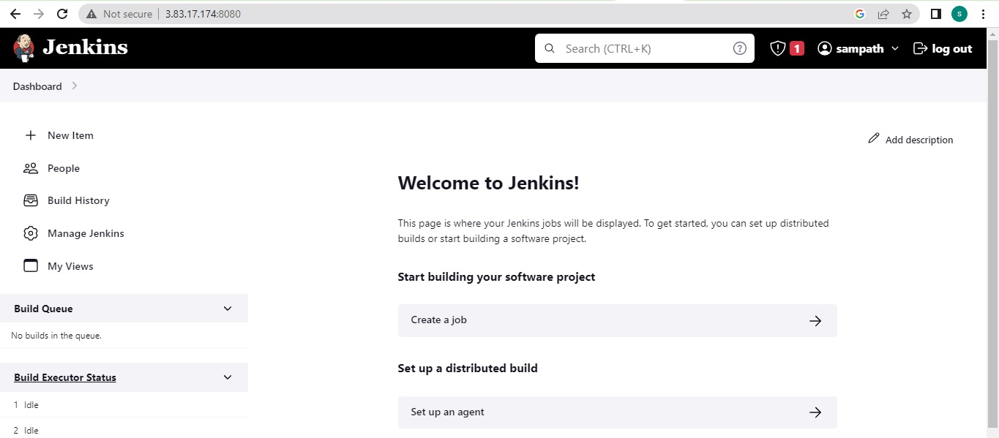 Not secure 3.83.17.174:8080
S
Jenkins
Search (CTRL+K)
1
sampath
log out
Dashboard
New Item
People
Build History
Manage Jenkins
My Views
Build Queue
No builds in the queue.
Build Executor Status
1 Idle
2 Idle
Add description
Welcome to Jenkins!
This page is where your Jenkins jobs will be displayed. To get started, you can set up distributed
builds or start building a software project.
Start building your software project
Create a job
Set up a distributed build
Set up an agent